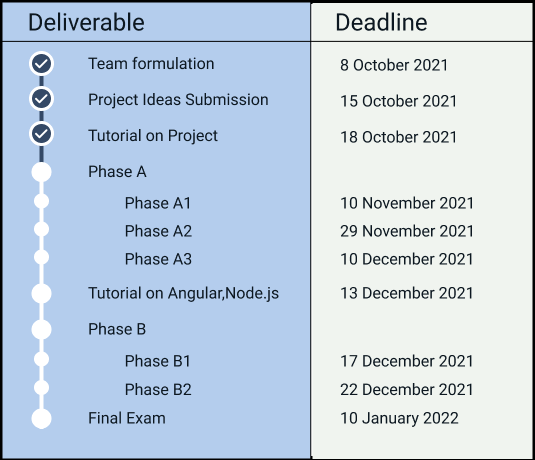 Deliverable Deadline
Team formulation 8 October 2021
Project Ideas Submission 15 October 2021
Tutorial on Project 18 October 2021
Phase A
Phase A1 10 November 2021
Phase A2 29 November 2021
Phase A3 10 December 2021
Tutorial on Angular,Node.js 13 December 2021
Phase B
Phase B1 17 December 2021
Phase B2 22 December 2021
Final Exam 10 January 2022